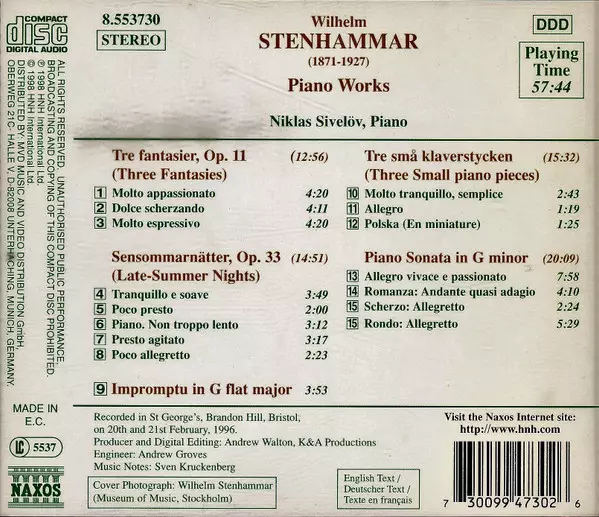 COMPACT
disc
DIGITAL AUDIO
8.553730
STEREO
Wilhelm
STENHAMMAR
(1871-1927)
Piano Works
Niklas Sivelöv, Piano
DDD
Playing
Time
57:44
ALL RIGHTS RESERVED. UNAUTHORISED PUBLIC PERFORMANCE,
BROADCASTING AND COPYING OF THIS COMPACT DISC PROHIBITED.
℗ 1998 HNH International Ltd.
© 1998 HNH International Ltd.
DISTRIBUTED BY: MVD MUSIC AND VIDEO DISTRIBUTION GmbH,
OBERWEG 21C- HALLE V, D-82008 UNTERHACHING, MUNICH, GERMANY.
Tre fantasier, Op. 11 (12:56)
(Three Fantasies)
1 Molto appassionato 4:20
2 Dolce scherzando 4:11
3 Molto espressivo 4:20
Sensommarnätter, Op. 33 (14:51)
(Late-Summer Nights)
4 Tranquillo e soave 3:49
5 Poco presto 2:00
6 Piano. Non troppo lento 3:12
7 Presto agitato 3:17
8 Poco allegretto 2:23
9 Impromptu in G flat major 3:53
Tre små klaverstycken (15:32)
(Three Small piano pieces)
10 Molto tranquillo, semplice 2:43
11 Allegro 1:19
12 Polska (En miniature) 1:25
Piano Sonata in G minor (20:09)
13 Allegro vivace e passionato 7:58
14 Romanza: Andante quasi adagio 4:10
15 Scherzo: Allegretto 2:24
15 Rondo: Allegretto 5:29
MADE IN
E.C.
LC 5537
NAXOS
Recorded in St George's, Brandon Hill, Bristol;
on 20th and 21st February, 1996.
Producer and Digital Editing: Andrew Walton, K&A Productions
Engineer: Andrew Groves
Music Notes: Sven Kruckenberg
Cover Photograph: Wilhelm Stenhammar
(Museum of Music, Stockholm)
English Text /
Deutscher Text /
Texte en français
Visit the Naxos Internet site:
http://www.hnh.com
7 30099 47302 6